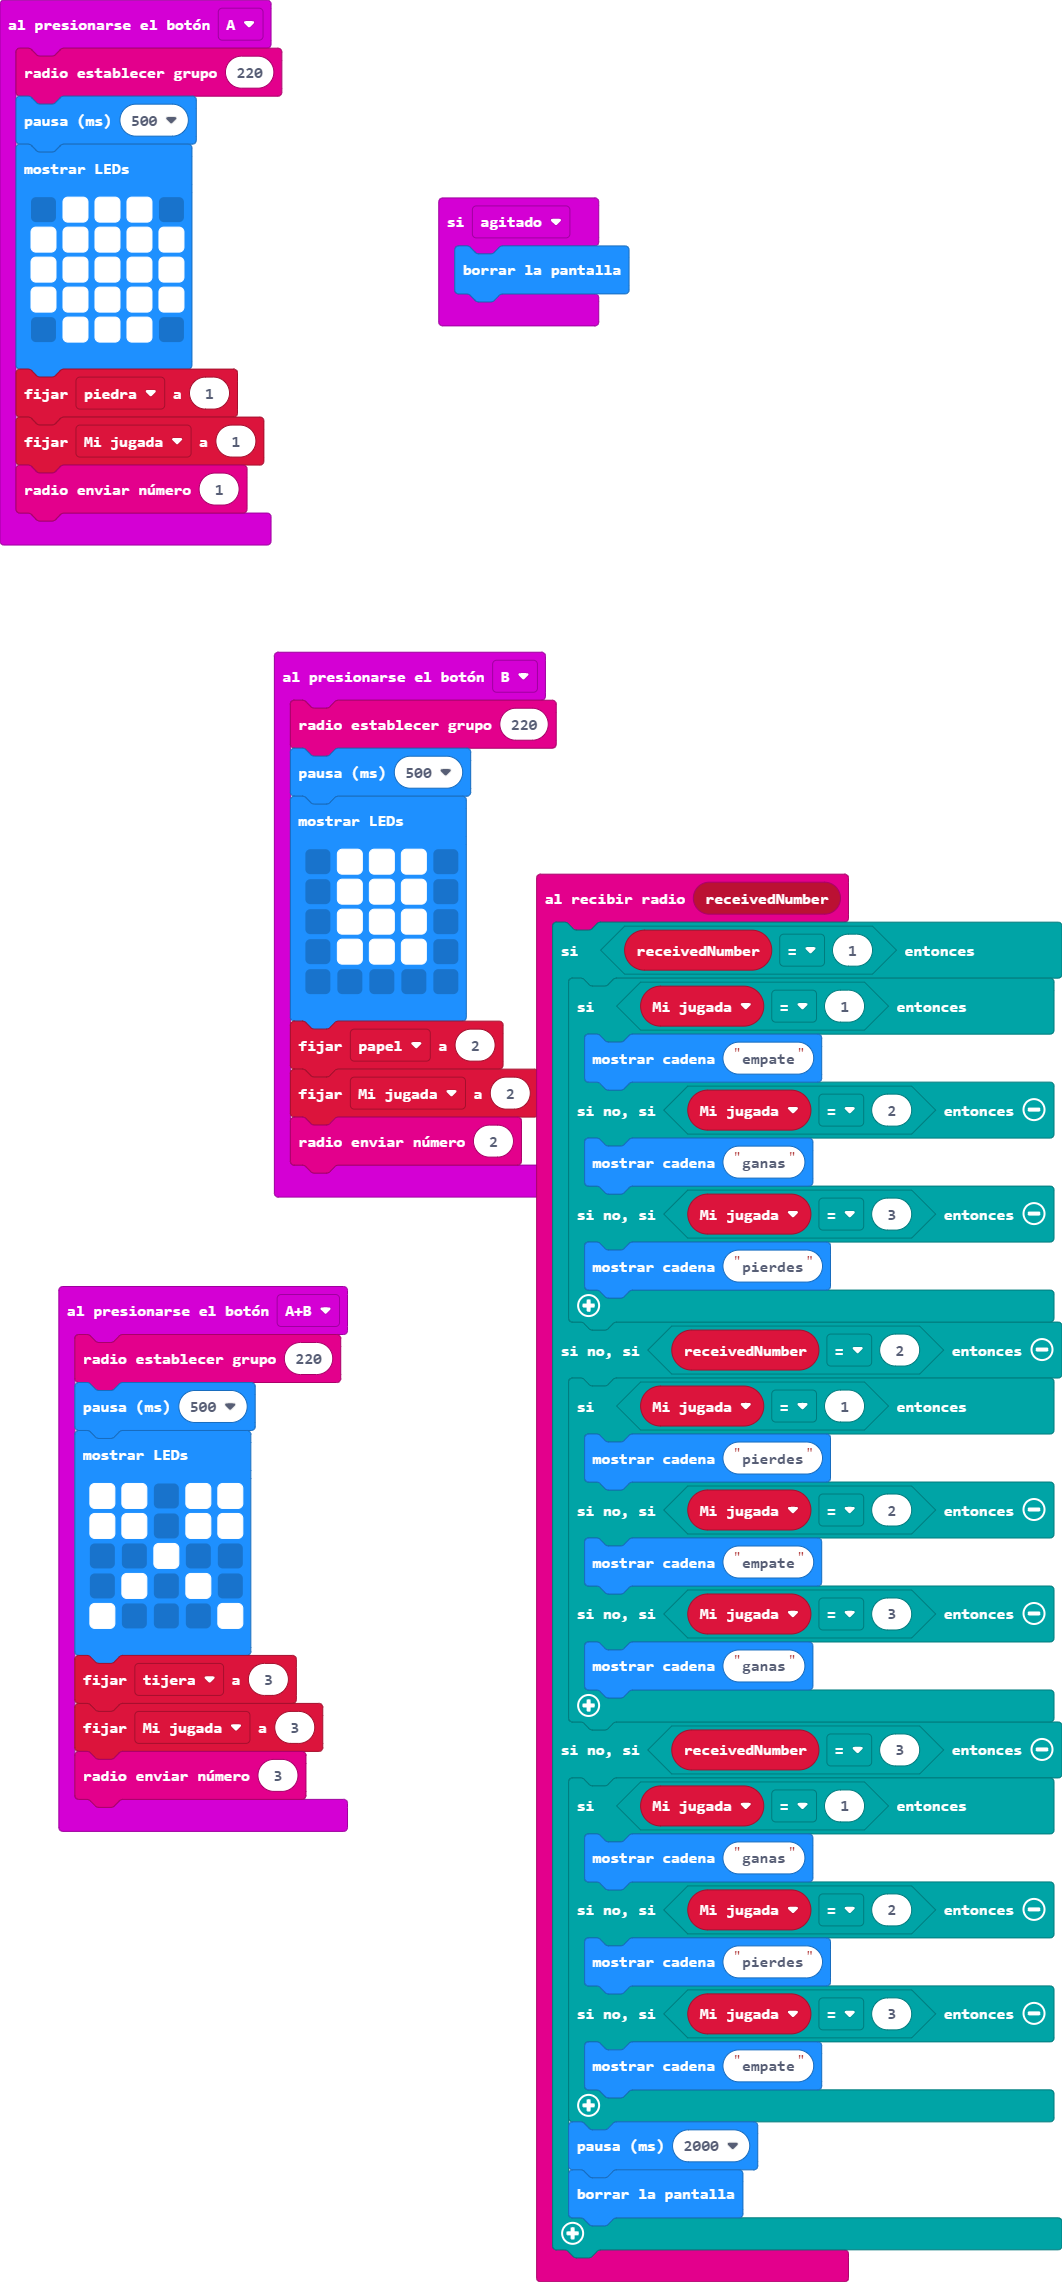 al presionarse el botón A
radio establecer grupo 220
pausa (ms) 500
mostrar LEDs
fijar piedra a 1
fijar Mi jugada a 1
radio enviar número 1
si agitado
borrar la pantalla
al presionarse el botón B
radio establecer grupo 220
pausa (ms) 500
mostrar LEDs
fijar papel a 2
fijar Mi jugada a 2
radio enviar número 2
al presionarse el botón A+B
radio establecer grupo 220
pausa (ms) 500
mostrar LEDs
fijar tijera a 3
fijar Mi jugada a 3
radio enviar número 3
al recibir radio receivedNumber
si receivedNumber = 1 entonces
si Mi jugada = 1 entonces
mostrar cadena "empate"
si no, si Mi jugada = 2 entonces
mostrar cadena "ganas"
si no, si Mi jugada = 3 entonces
mostrar cadena "pierdes"
si no, si receivedNumber = 2 entonces
si Mi jugada = 1 entonces
mostrar cadena "pierdes"
si no, si Mi jugada = 2 entonces
mostrar cadena "empate"
si no, si Mi jugada = 3 entonces
mostrar cadena "ganas"
si no, si receivedNumber = 3 entonces
si Mi jugada = 1 entonces
mostrar cadena "ganas"
si no, si Mi jugada = 2 entonces
mostrar cadena "pierdes"
si no, si Mi jugada = 3 entonces
mostrar cadena "empate"
pausa (ms) 2000
borrar la pantalla